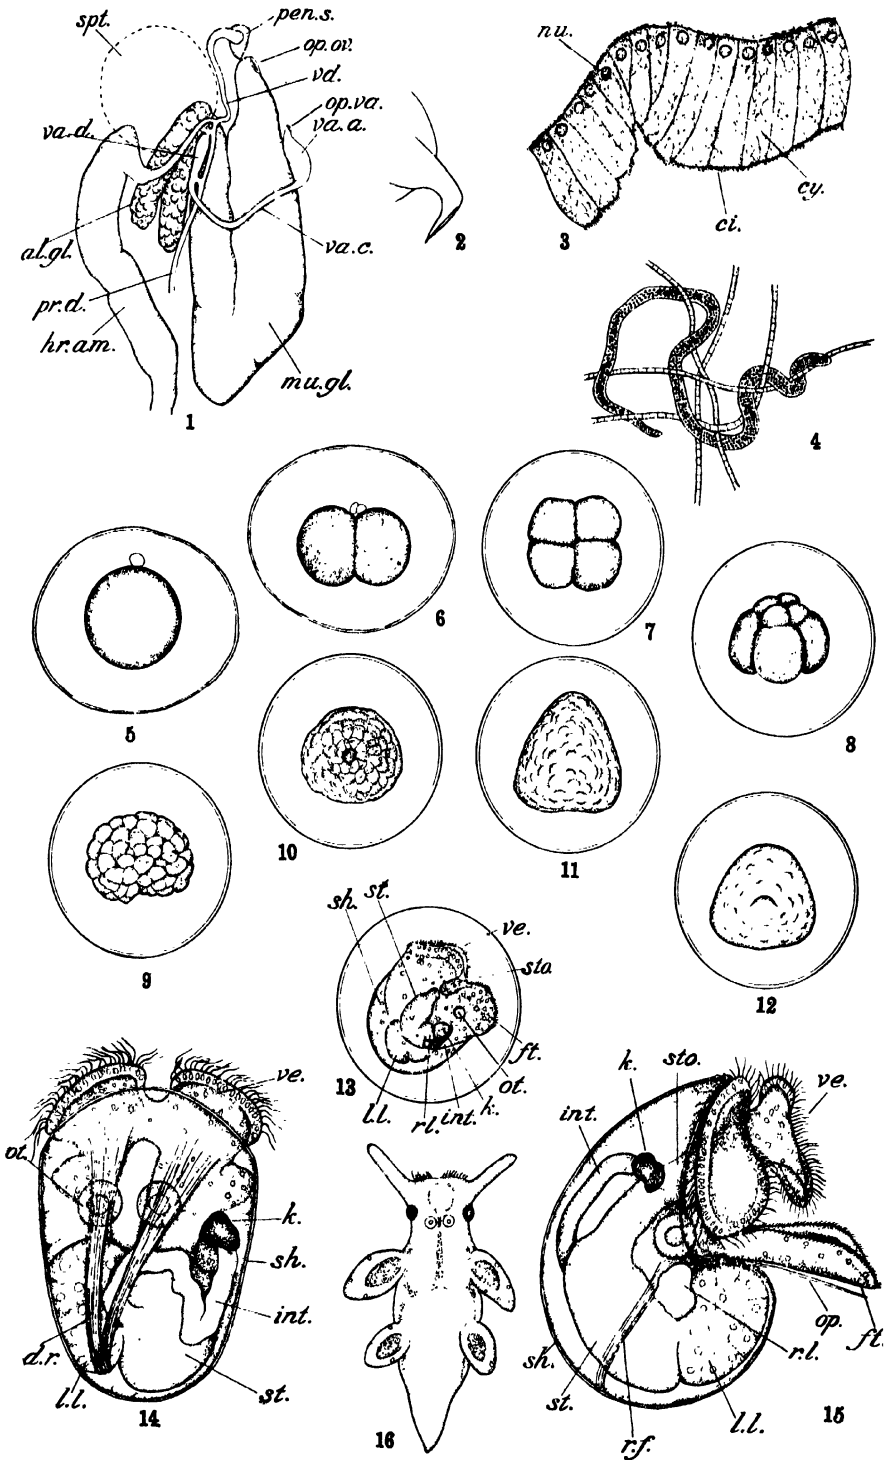 spt.
pen.s.
op.ov.
vd.
op.va.
va.a.
va.d.
al.gl.
va.c.
pr.d.
hr.am.
mu.gl.
1
2
nu.
cy.
ci.
3
4
5
6
7
8
9
10
11
12
sh.
st.
ve.
sto.
ft.
ot.
k.
int.
r.l.
l.l.
13
ve.
ot.
k.
sh.
int.
d.r.
l.l.
st.
14
k.
sto.
ve.
int.
op.
ft.
r.l.
sh.
st.
r.f.
l.l.
15
16